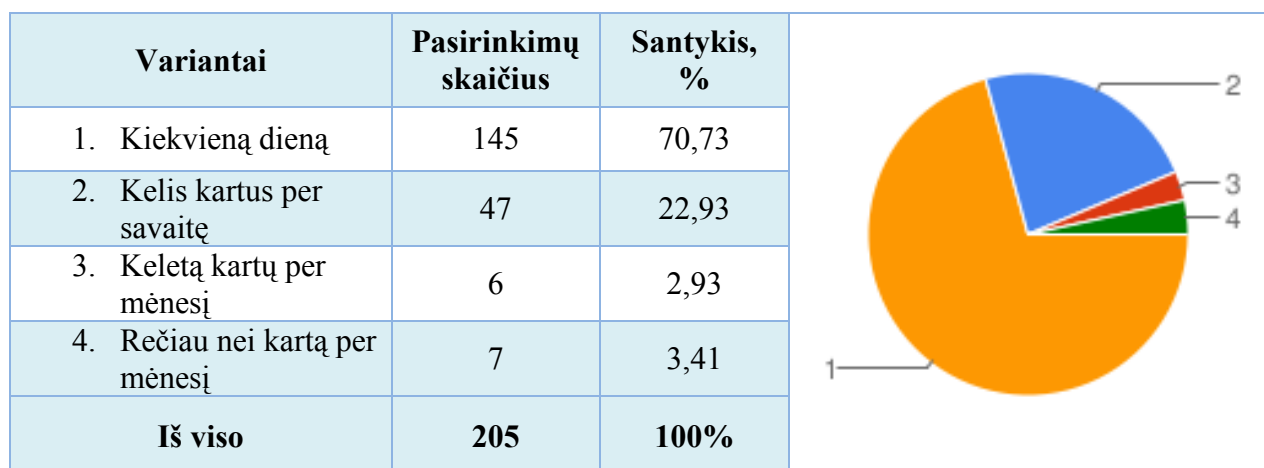 Variantai
Pasirinkimų
skaičius
Santykis,
%
1. Kiekvieną dieną
145
70,73
2. Kelis kartus per
savaitę
47
22,93
3. Keletą kartų per
mėnesį
6
2,93
4. Rečiau nei kartą per
mėnesį
7
3,41
Iš viso
205
100%
2
3
4
1